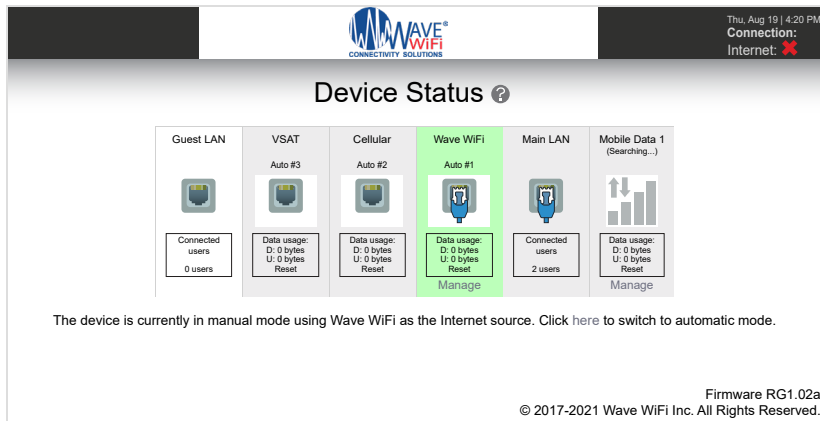 WAVE®
WiFi
CONNECTIVITY SOLUTIONS
Thu, Aug 19 | 4:20 PM
Connection:
Internet:
Device Status ?
Guest LAN
Connected
users
0 users
VSAT
Auto #3
Data usage:
D: 0 bytes
U: 0 bytes
Reset
Cellular
Auto #2
Data usage:
D: 0 bytes
U: 0 bytes
Reset
Wave WiFi
Auto #1
Data usage:
D: 0 bytes
U: 0 bytes
Reset
Manage
Main LAN
Connected
users
2 users
Mobile Data 1
(Searching...)
Data usage:
D: 0 bytes
U: 0 bytes
Reset
Manage
The device is currently in manual mode using Wave WiFi as the Internet source. Click here to switch to automatic mode.
Firmware RG1.02a
© 2017-2021 Wave WiFi Inc. All Rights Reserved.